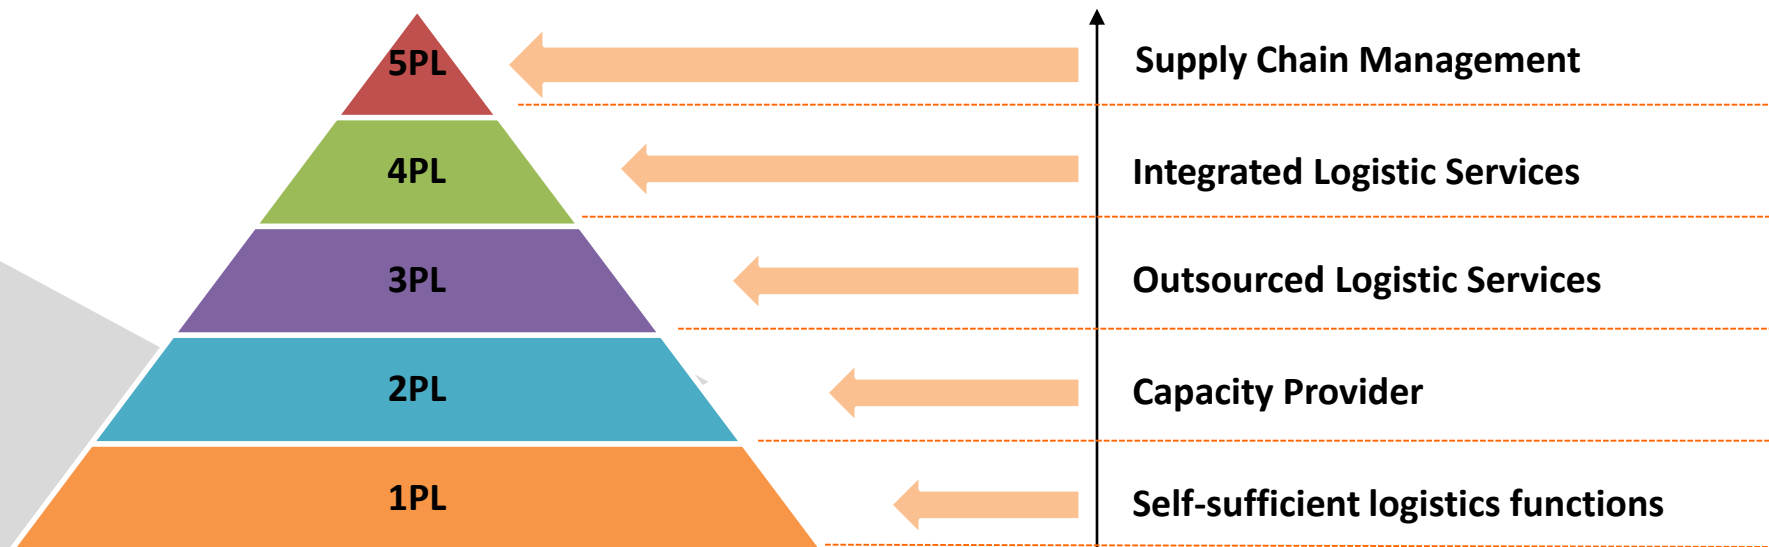 5PL
Supply Chain Management
4PL
Integrated Logistic Services
3PL
Outsourced Logistic Services
2PL
Capacity Provider
1PL
Self-sufficient logistics functions